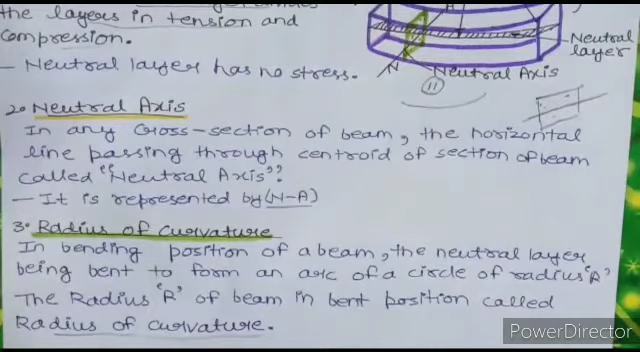 the layers in tension and
compression.
- Neutral layer has no stress.
Neutral
layer
N
Neutral Axis
11
2. Neutral Axis
In any cross-section of beam, the horizontal
line passing through centroid of section of beam
called "Neutral Axis".
- It is represented by (N-A)
3. Radius of curvature
In bending position of a beam, the neutral layer
being bent to form an arc of a circle of radius 'R'
The Radius 'R' of beam in bent position called
Radius of curvature.
PowerDirector